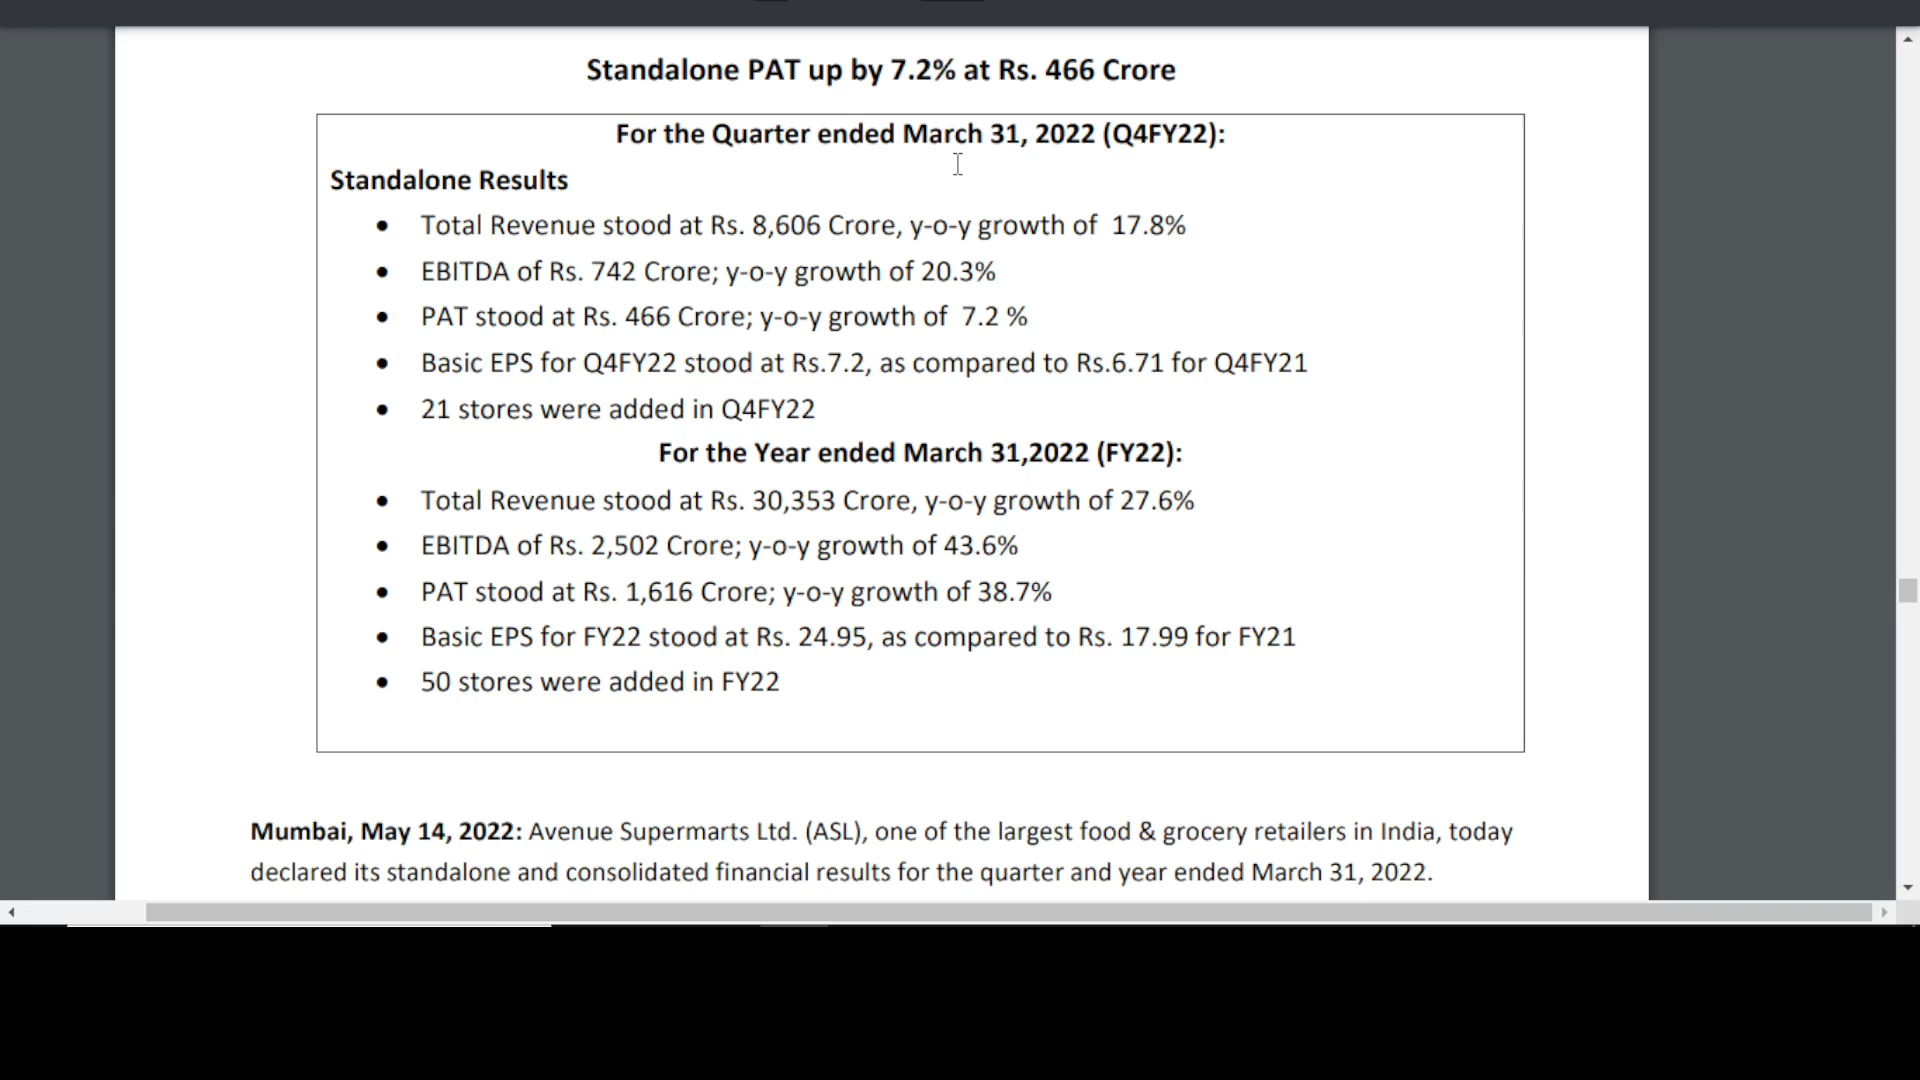 Standalone PAT up by 7.2% at Rs. 466 Crore
For the Quarter ended March 31, 2022 (Q4FY22):
Standalone Results
• Total Revenue stood at Rs. 8,606 Crore, y-o-y growth of  17.8%
• EBITDA of Rs. 742 Crore; y-o-y growth of 20.3%
• PAT stood at Rs. 466 Crore; y-o-y growth of  7.2 %
• Basic EPS for Q4FY22 stood at Rs.7.2, as compared to Rs.6.71 for Q4FY21
• 21 stores were added in Q4FY22
For the Year ended March 31,2022 (FY22):
• Total Revenue stood at Rs. 30,353 Crore, y-o-y growth of 27.6%
• EBITDA of Rs. 2,502 Crore; y-o-y growth of 43.6%
• PAT stood at Rs. 1,616 Crore; y-o-y growth of 38.7%
• Basic EPS for FY22 stood at Rs. 24.95, as compared to Rs. 17.99 for FY21
• 50 stores were added in FY22
Mumbai, May 14, 2022: Avenue Supermarts Ltd. (ASL), one of the largest food & grocery retailers in India, today
declared its standalone and consolidated financial results for the quarter and year ended March 31, 2022.